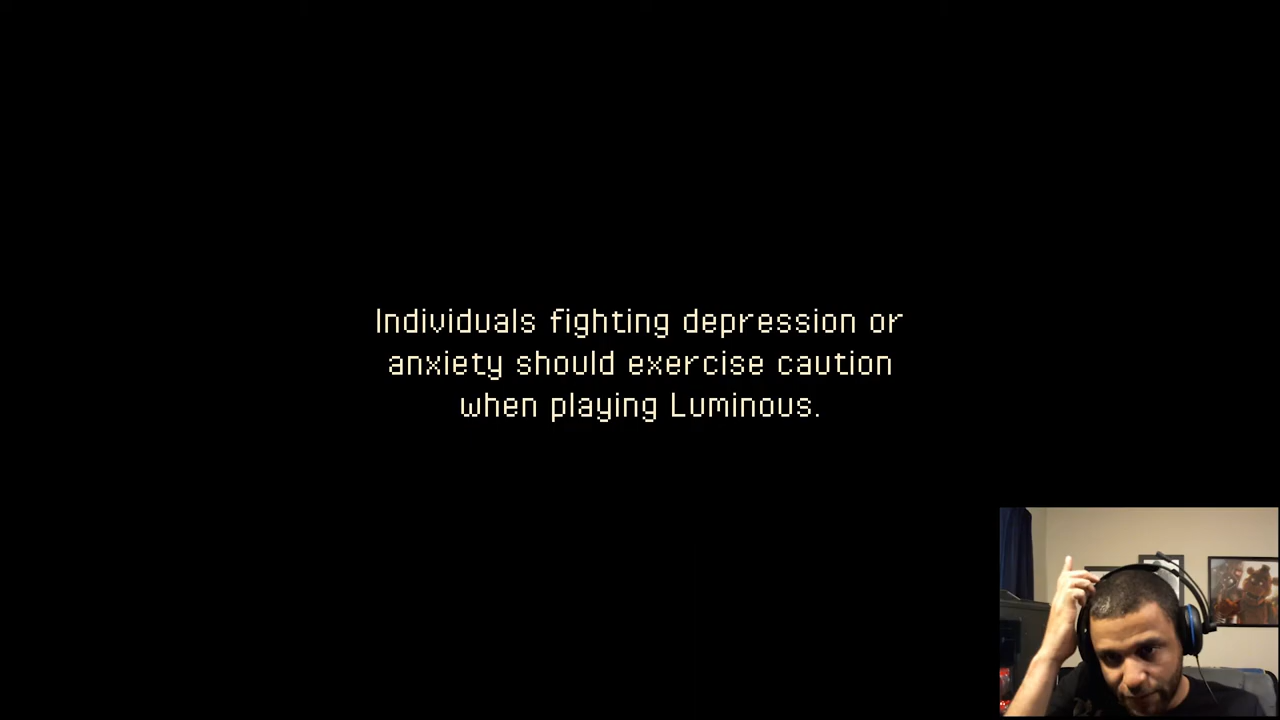 Individuals fighting depression or
anxiety should exercise caution
when playing Luminous.